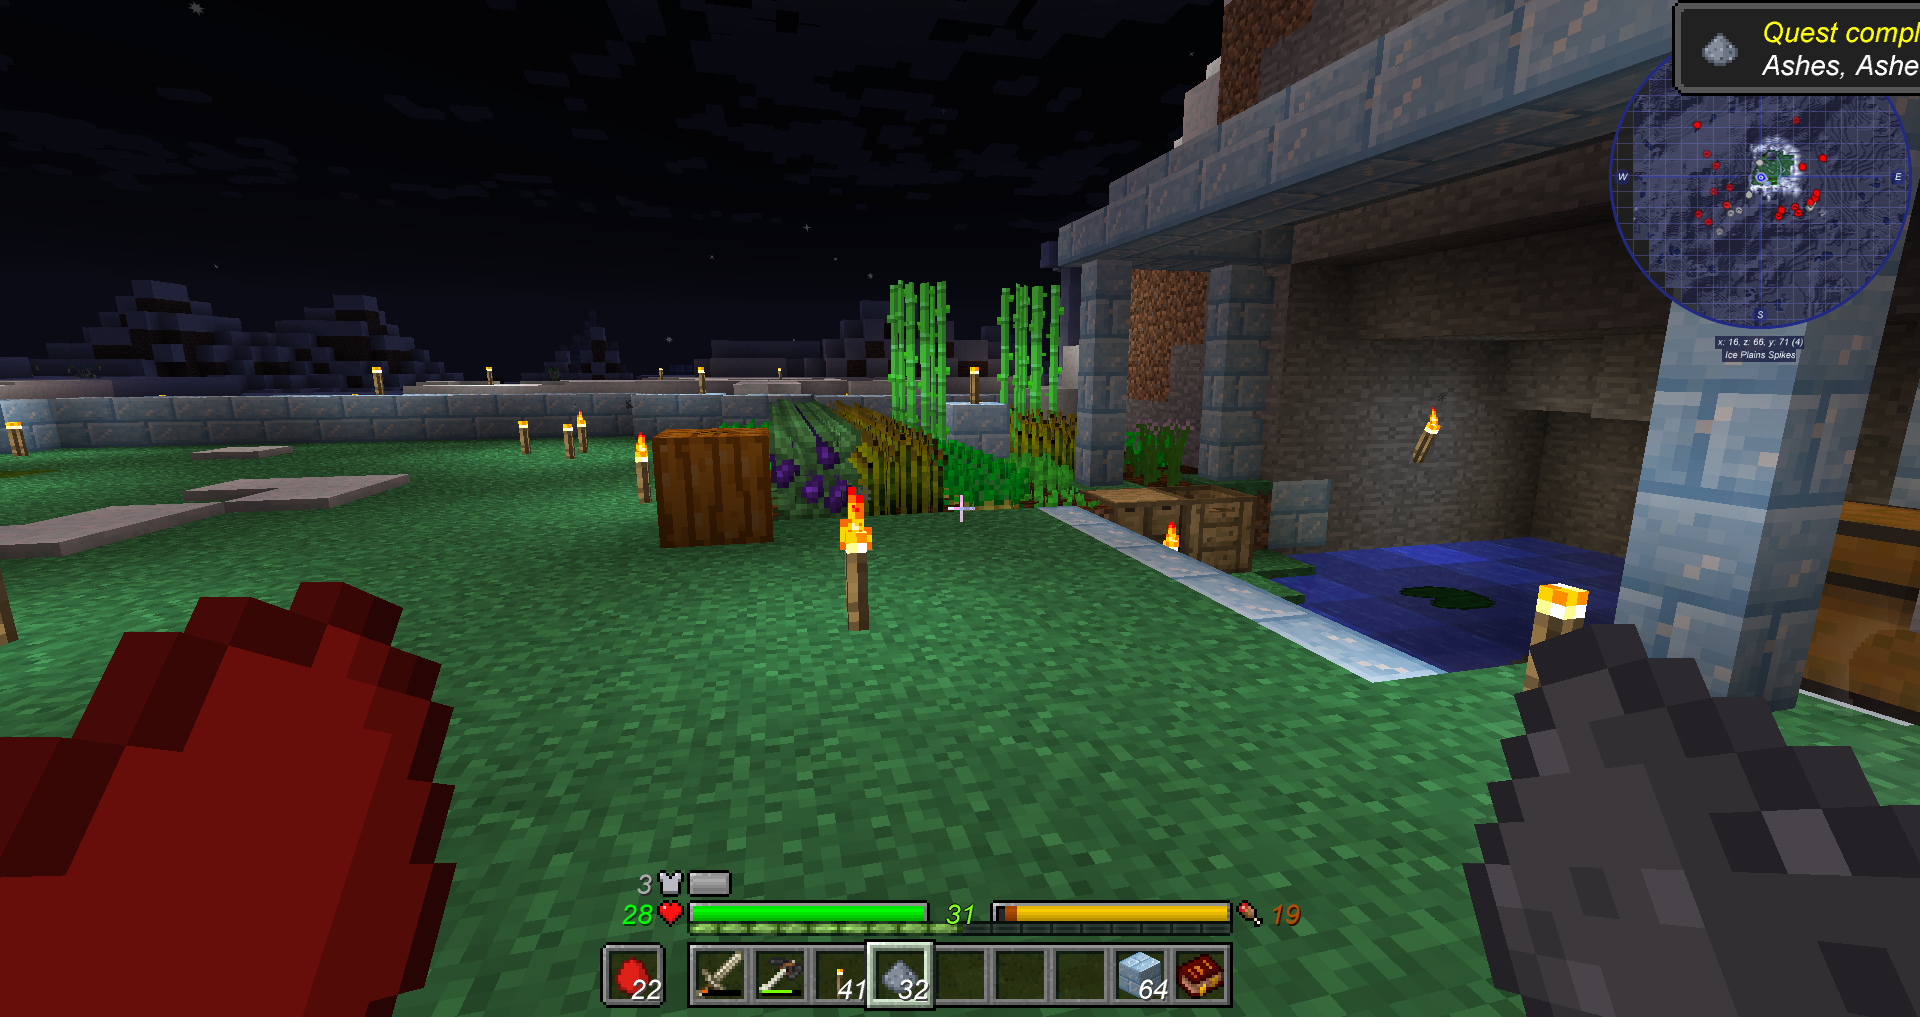 Quest compl
Ashes, Ashe
W
E
S
x: 16, z: 66, y: 71 (4)
Ice Plains Spikes
3
28
31
19
22
41
32
64